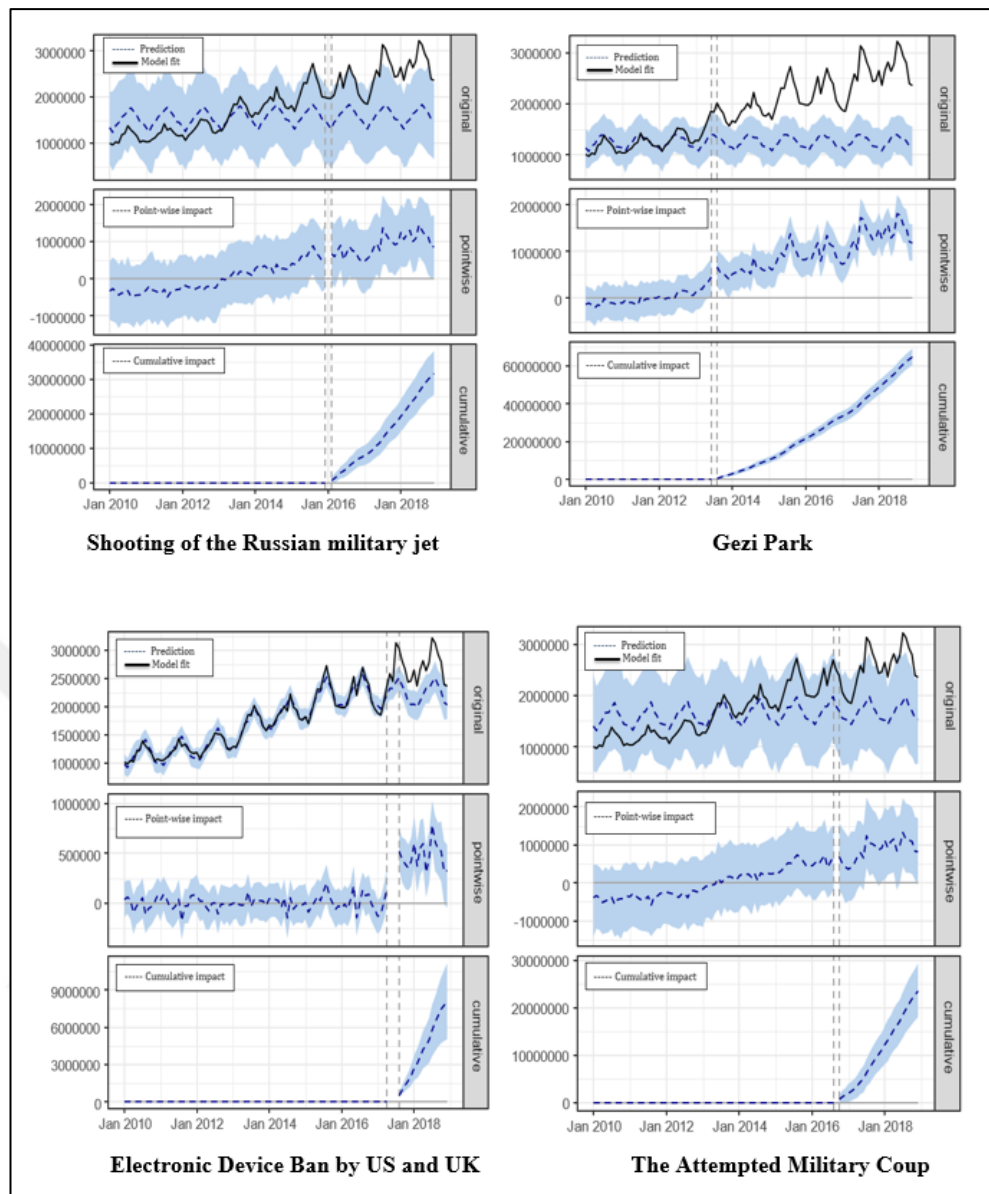 Prediction
Model fit
3000000
2000000
1000000
original
Point-wise impact
2000000
1000000
0
-1000000
pointwise
Cumulative impact
40000000
30000000
20000000
10000000
0
cumulative
Jan 2010 Jan 2012 Jan 2014 Jan 2016 Jan 2018
Shooting of the Russian military jet
Prediction
Model fit
3000000
2000000
1000000
original
Point-wise impact
2000000
1000000
0
pointwise
Cumulative impact
60000000
40000000
20000000
0
cumulative
Jan 2010 Jan 2012 Jan 2014 Jan 2016 Jan 2018
Gezi Park
Prediction
Model fit
3000000
2500000
2000000
1500000
1000000
original
Point-wise impact
1000000
500000
0
pointwise
Cumulative impact
9000000
6000000
3000000
0
cumulative
Jan 2010 Jan 2012 Jan 2014 Jan 2016 Jan 2018
Electronic Device Ban by US and UK
Prediction
Model fit
3000000
2000000
1000000
original
Point-wise impact
2000000
1000000
0
-1000000
pointwise
Cumulative impact
30000000
20000000
10000000
0
cumulative
Jan 2010 Jan 2012 Jan 2014 Jan 2016 Jan 2018
The Attempted Military Coup